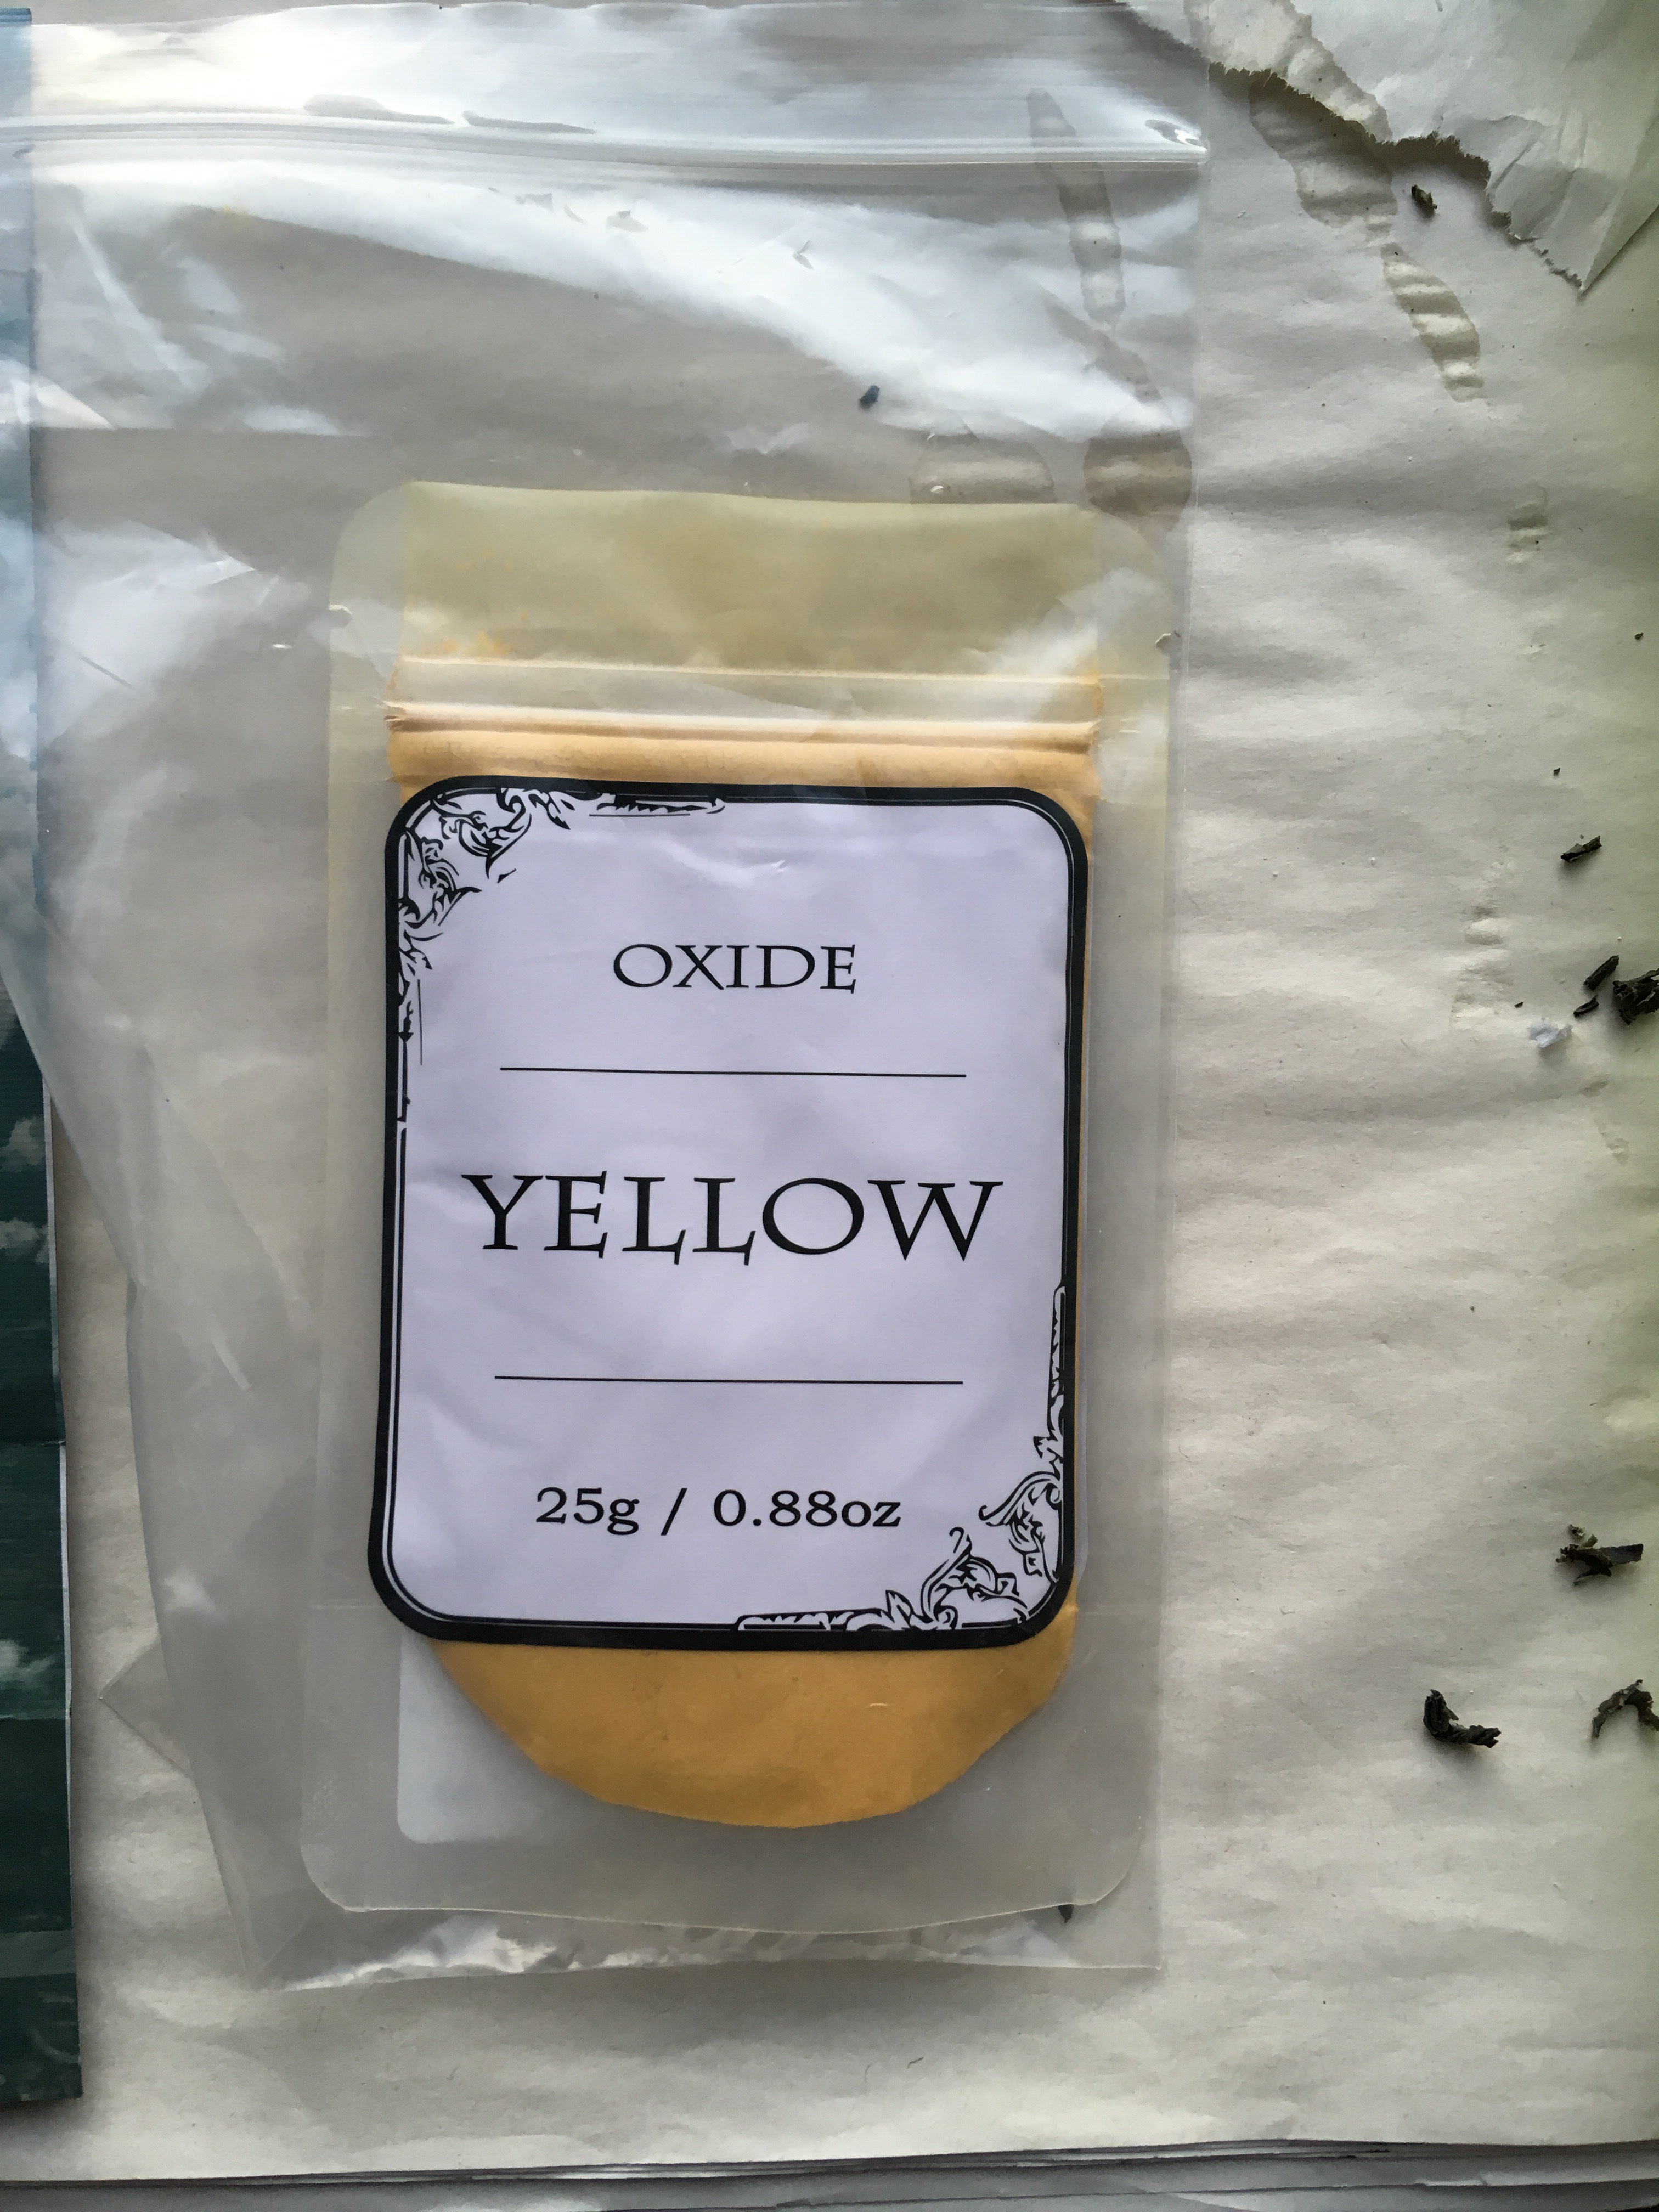 OXIDE
YELLOW
25g / 0.88oz